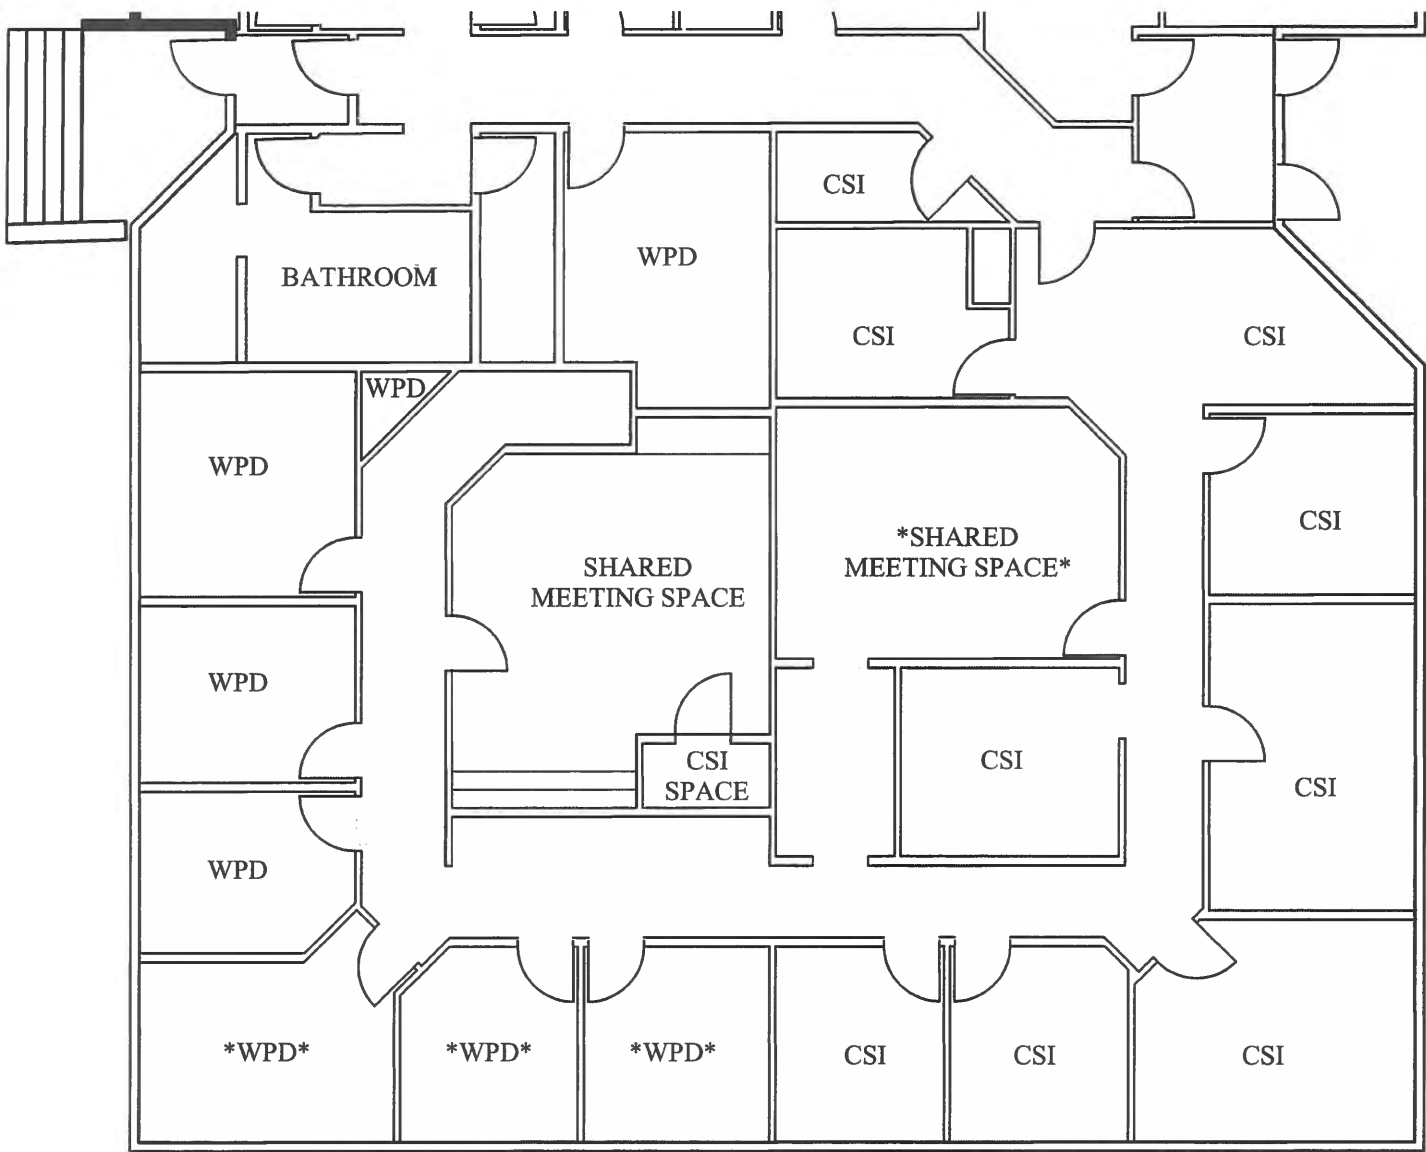 CSI
WPD
BATHROOM
CSI
CSI
WPD
WPD
CSI
*SHARED
MEETING SPACE*
SHARED
MEETING SPACE
WPD
CSI
SPACE
CSI
CSI
WPD
*WPD*
*WPD*
*WPD*
CSI
CSI
CSI